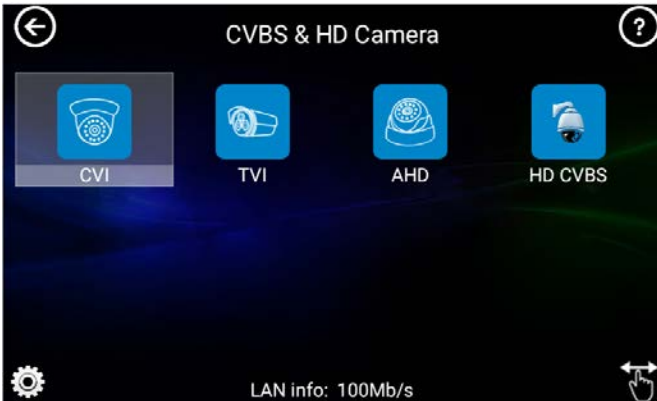 CVBS & HD Camera
?
CVI TVI AHD HD CVBS
LAN info: 100Mb/s